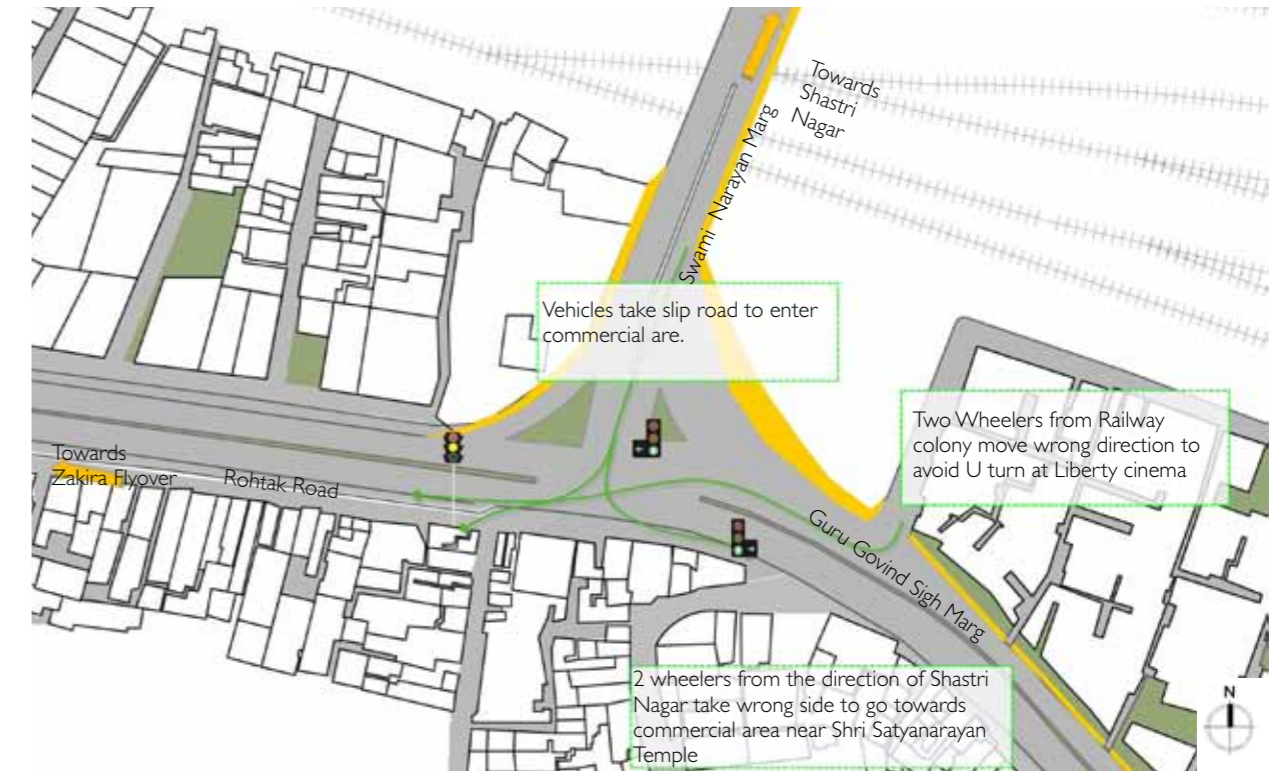 Towards
Shastri
Nagar
Swami Narayan Marg
Vehicles take slip road to enter
commercial are.
Two Wheelers from Railway
colony move wrong direction to
avoid U turn at Liberty cinema
Towards
Zakira Flyover
Rohtak Road
Guru Govind Sigh Marg
2 wheelers from the direction of Shastri
Nagar take wrong side to go towards
commercial area near Shri Satyanarayan
Temple
N